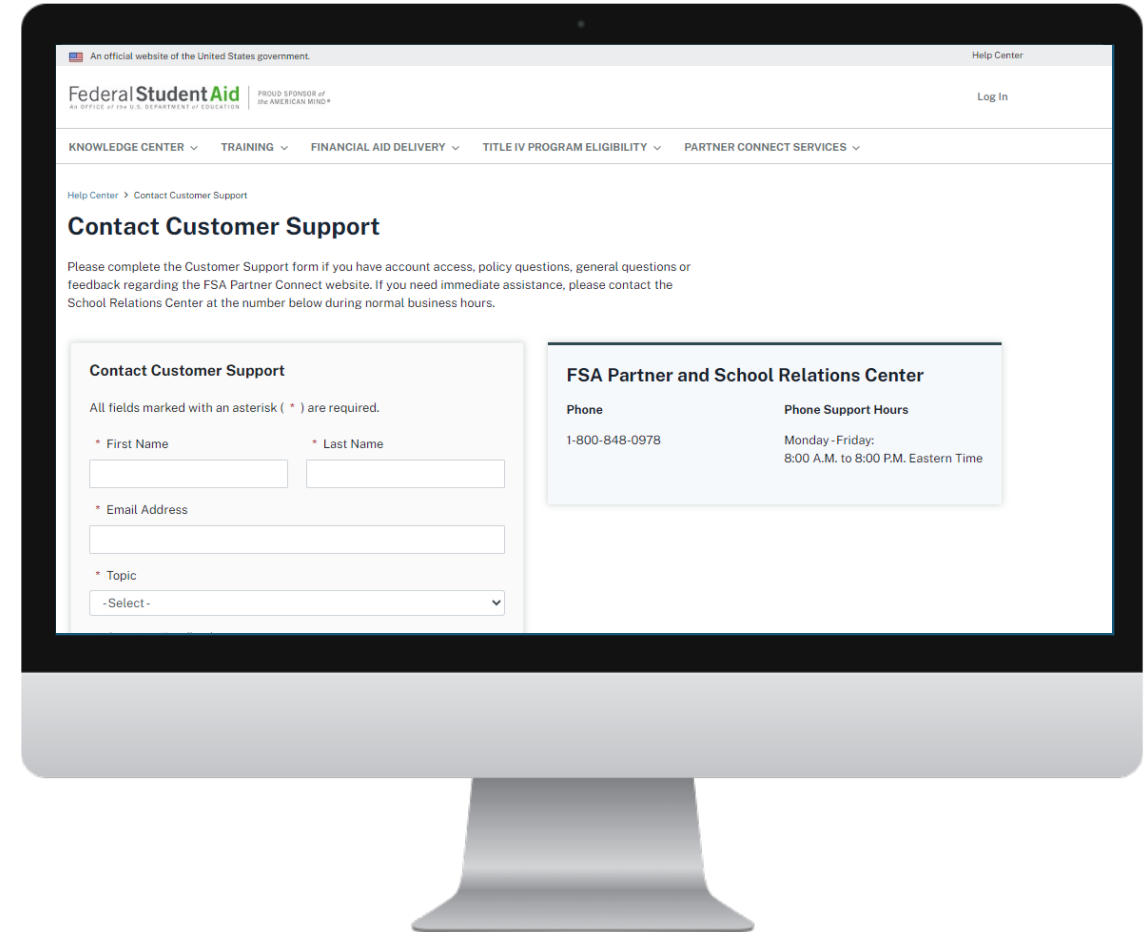 An official website of the United States government.
Help Center
Federal Student Aid
An OFFICE of the U.S. DEPARTMENT of EDUCATION
PROUD SPONSOR of
the AMERICAN MIND®
Log In
KNOWLEDGE CENTER
TRAINING
FINANCIAL AID DELIVERY
TITLE IV PROGRAM ELIGIBILITY
PARTNER CONNECT SERVICES
Help Center > Contact Customer Support
Contact Customer Support
Please complete the Customer Support form if you have account access, policy questions, general questions or
feedback regarding the FSA Partner Connect website. If you need immediate assistance, please contact the
School Relations Center at the number below during normal business hours.
Contact Customer Support
All fields marked with an asterisk ( * ) are required.
* First Name
* Last Name
* Email Address
* Topic
- Select -
FSA Partner and School Relations Center
Phone
1-800-848-0978
Phone Support Hours
Monday - Friday:
8:00 A.M. to 8:00 P.M. Eastern Time